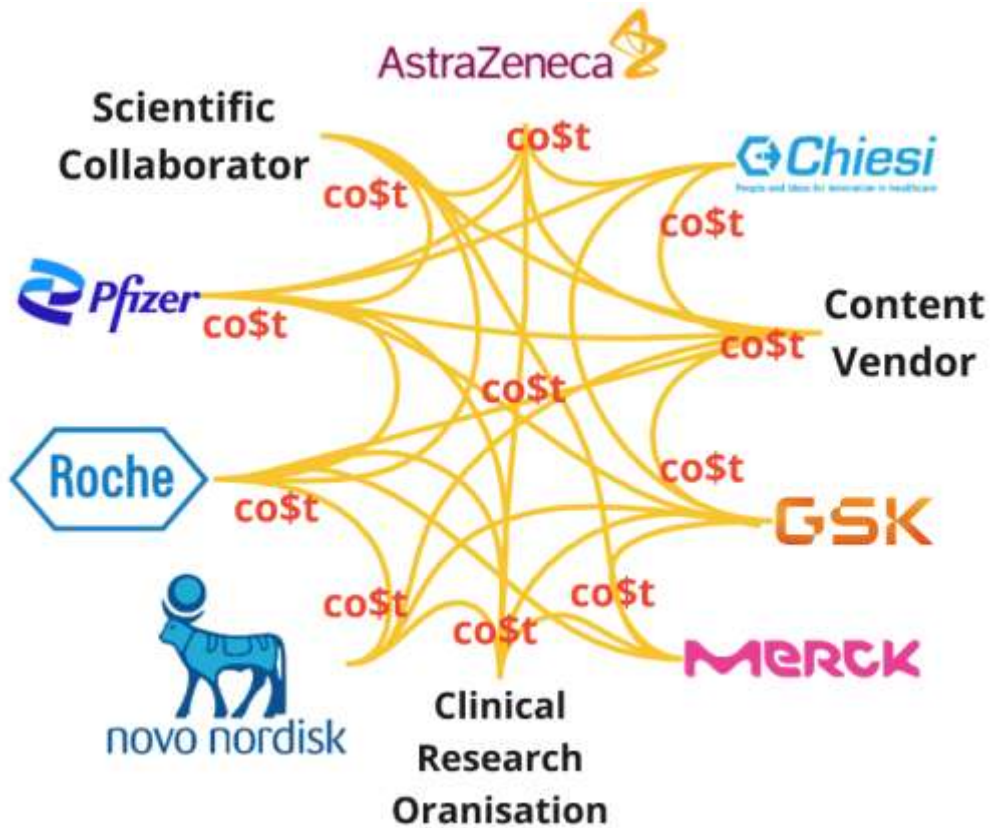 AstraZeneca
Scientific
Collaborator
co$t
Chiesi
People and ideas for innovation in healthcare
co$t
co$t
Pfizer
co$t
Content
Vendor
co$t
co$t
Roche
co$t
co$t
GSK
co$t
co$t
co$t
MERCK
novo nordisk
Clinical
Research
Oranisation